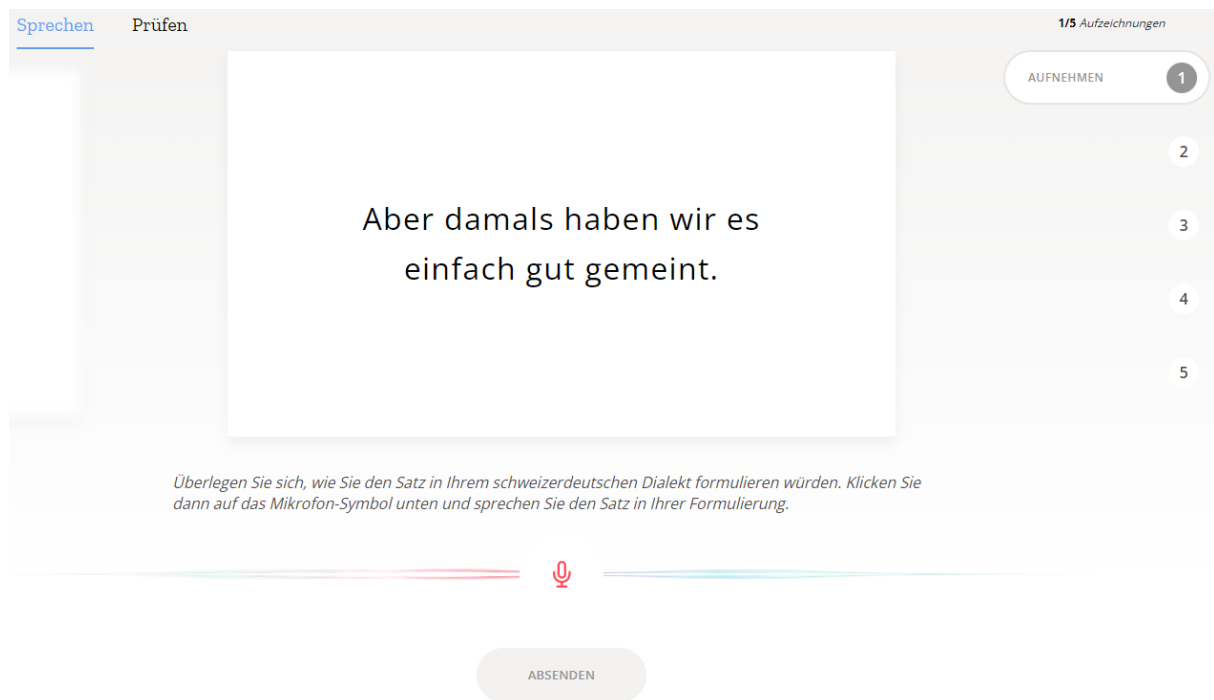 Sprechen Prüfen
1/5 Aufzeichnungen
AUFNEHMEN 1
2
3
4
5
Aber damals haben wir es
einfach gut gemeint.
Überlegen Sie sich, wie Sie den Satz in Ihrem schweizerdeutschen Dialekt formulieren würden. Klicken Sie
dann auf das Mikrofon-Symbol unten und sprechen Sie den Satz in Ihrer Formulierung.
ABSENDEN